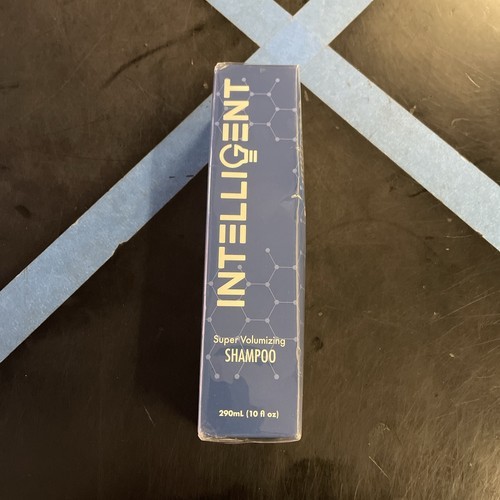 INTELLIGENT
Super Volumizing
SHAMPOO
290mL (10 fl oz)